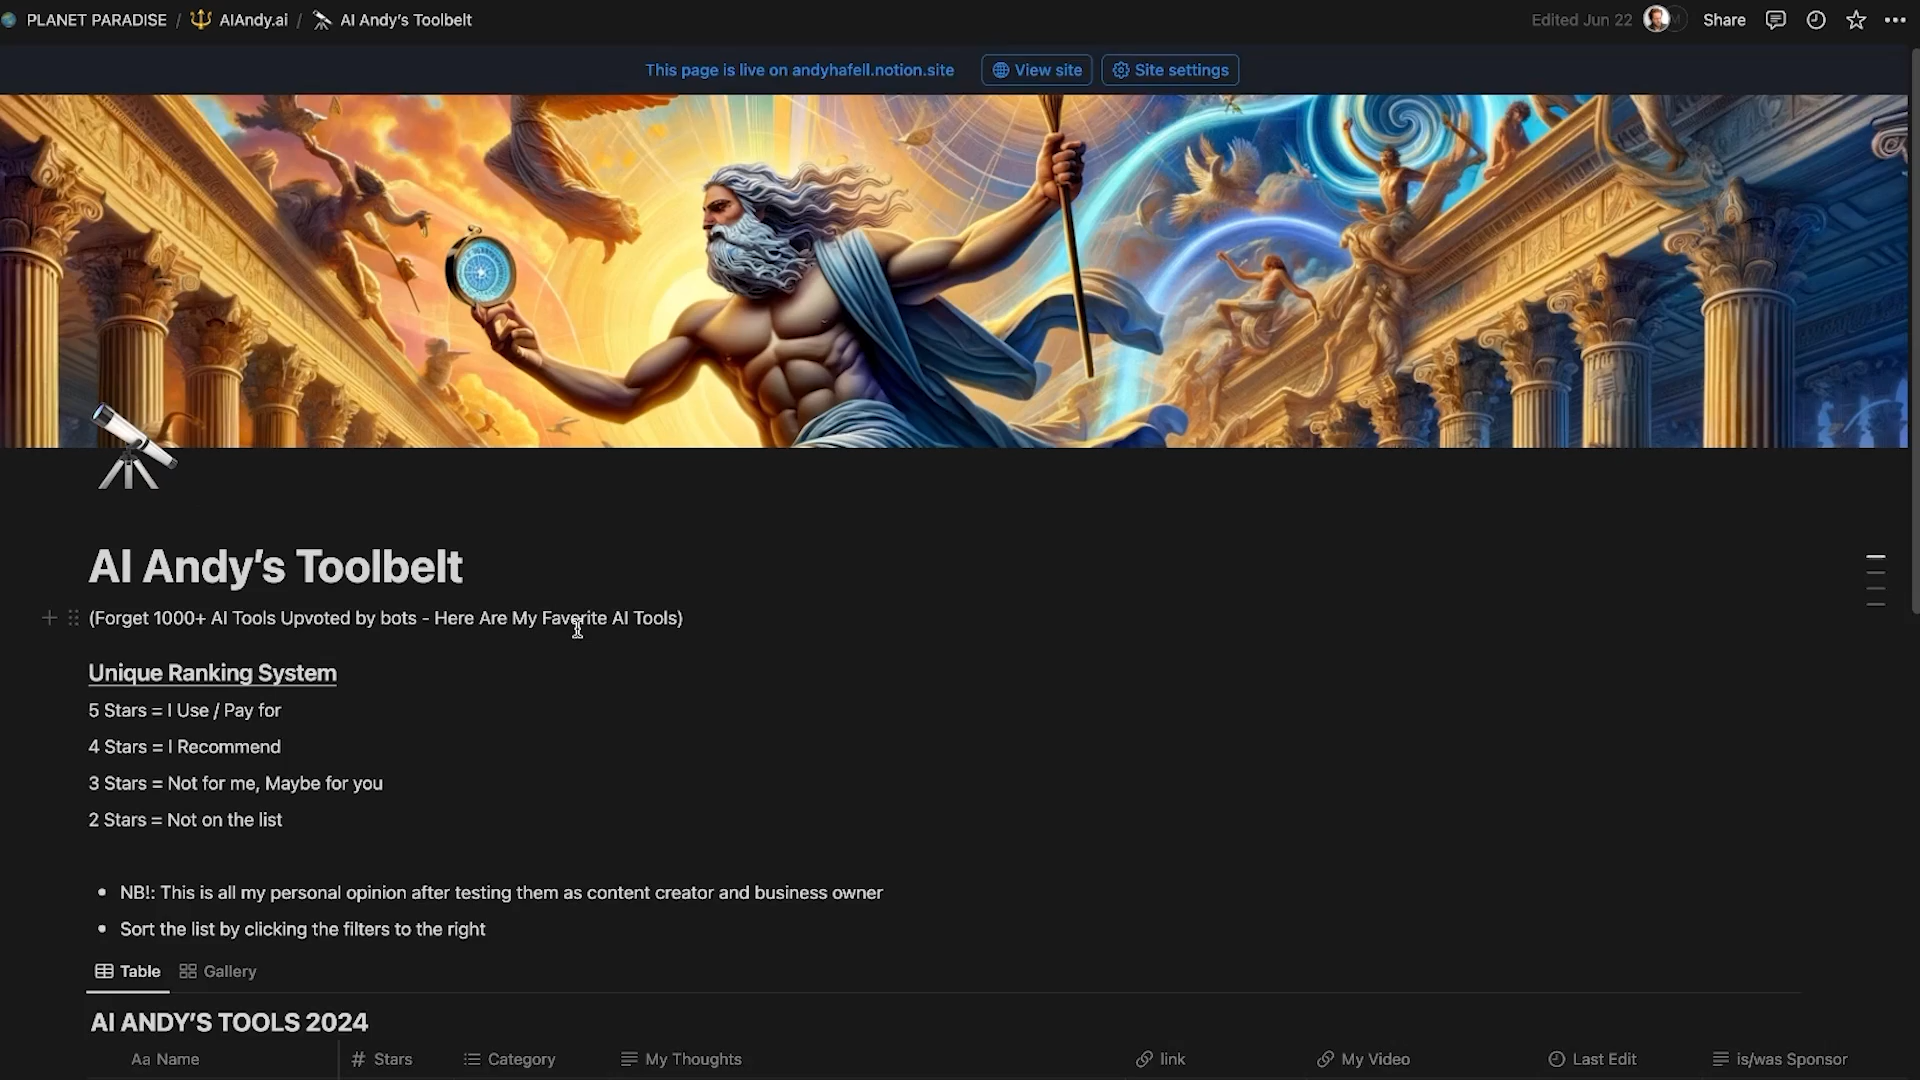 PLANET PARADISE / AIAndy.ai / AI Andy's Toolbelt
Edited Jun 22
Share
This page is live on andyhafell.notion.site
View site
Site settings
AI Andy's Toolbelt
(Forget 1000+ AI Tools Upvoted by bots - Here Are My Favorite AI Tools)
Unique Ranking System
5 Stars = I Use / Pay for
4 Stars = I Recommend
3 Stars = Not for me, Maybe for you
2 Stars = Not on the list
• NB!: This is all my personal opinion after testing them as content creator and business owner
• Sort the list by clicking the filters to the right
Table
Gallery
AI ANDY'S TOOLS 2024
Aa Name
# Stars
Category
My Thoughts
link
My Video
Last Edit
is/was Sponsor